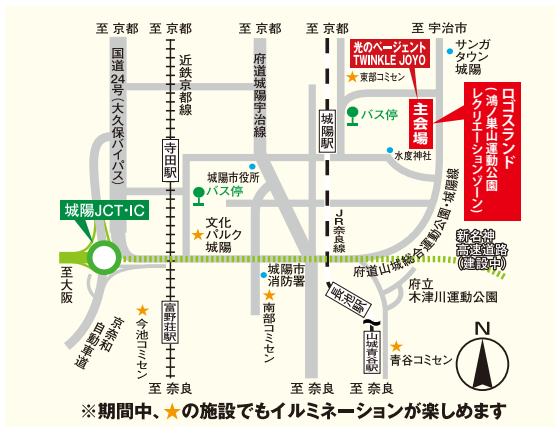 至 京都
至 京都
至 京都
至 京都
至 宇治市
国道24号(大久保バイパス)
近鉄京都線
府道城陽宇治線
光のページェント
TWINKLE JOYO
★東部コミセン
サンガ
タウン
城陽
バス停
城陽駅
主会場
ロゴスランド
(鴻ノ巣山運動公園
レクリエーションゾーン)
寺田駅
水度神社
城陽市役所
バス停
城陽JCT・IC
★文化
パルク
城陽
JR奈良線
府道山城総合運動公園・城陽線
新名神
高速道路
(建設中)
至 大阪
城陽市
消防署
長池駅
府立
木津川運動公園
京奈和
自動車道
★今池コミセン
富野荘駅
★南部コミセン
山城青谷駅
★青谷コミセン
N
至 奈良
至 奈良
至 奈良
※期間中、★の施設でもイルミネーションが楽しめます